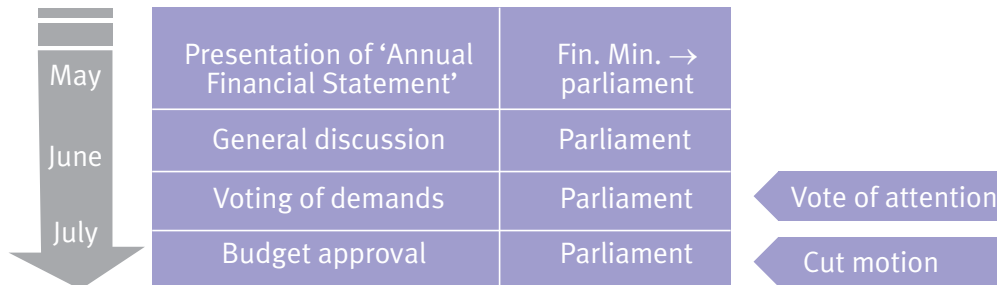 May
June
July
Presentation of ‘Annual
Financial Statement’
Fin. Min. →
parliament
General discussion
Parliament
Voting of demands
Parliament
Vote of attention
Budget approval
Parliament
Cut motion